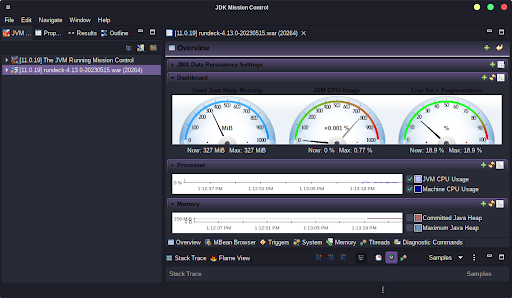 JDK Mission Control
File Edit Navigate Window Help
JVM ... Prop... Results Outline
[11.0.19] rundeck-4.13.0-20230515.war (20264)
[11.0.19] The JVM Running Mission Control
[11.0.19] rundeck-4.13.0-20230515.war (20264)
Overview
JMX Data Persistence Settings
Dashboard
Used Java Heap Memory JVM CPU Usage Live Set + Fragmentation
MiB ×0.001 %
Now: 327 MiB Max: 327 MiB Now: 0 % Max: 0.77 % Now: 18.9 % Max: 18.9 %
Processor
0 %
1:12:37 PM 1:12:51 PM 1:13:05 PM 1:13:19 PM
JVM CPU Usage
Machine CPU Usage
Memory
256 MiB
0 B
1:12:37 PM 1:12:51 PM 1:13:05 PM 1:13:19 PM
Committed Java Heap
Maximum Java Heap
Overview MBean Browser Triggers System Memory Threads Diagnostic Commands
Stack Trace Flame View Samples
Stack Trace Samples